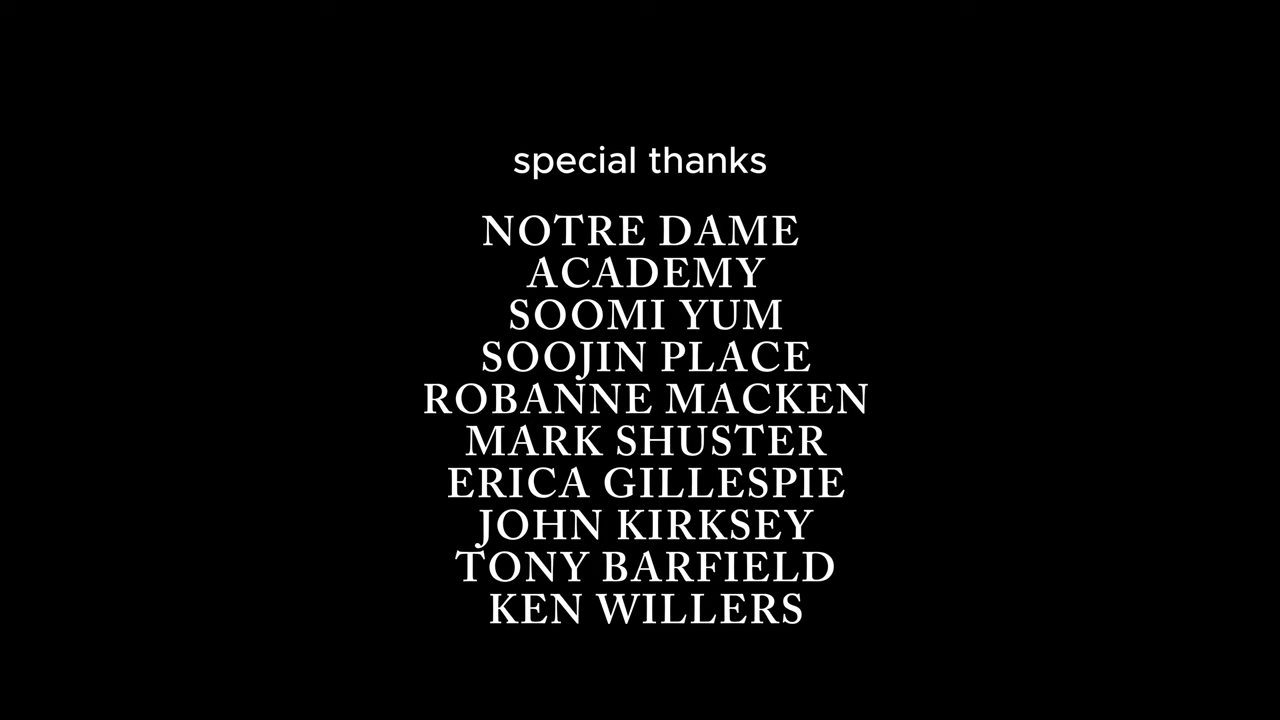 special thanks
NOTRE DAME
ACADEMY
SOOMI YUM
SOOJIN PLACE
ROBANNE MACKEN
MARK SHUSTER
ERICA GILLESPIE
JOHN KIRKSEY
TONY BARFIELD
KEN WILLERS